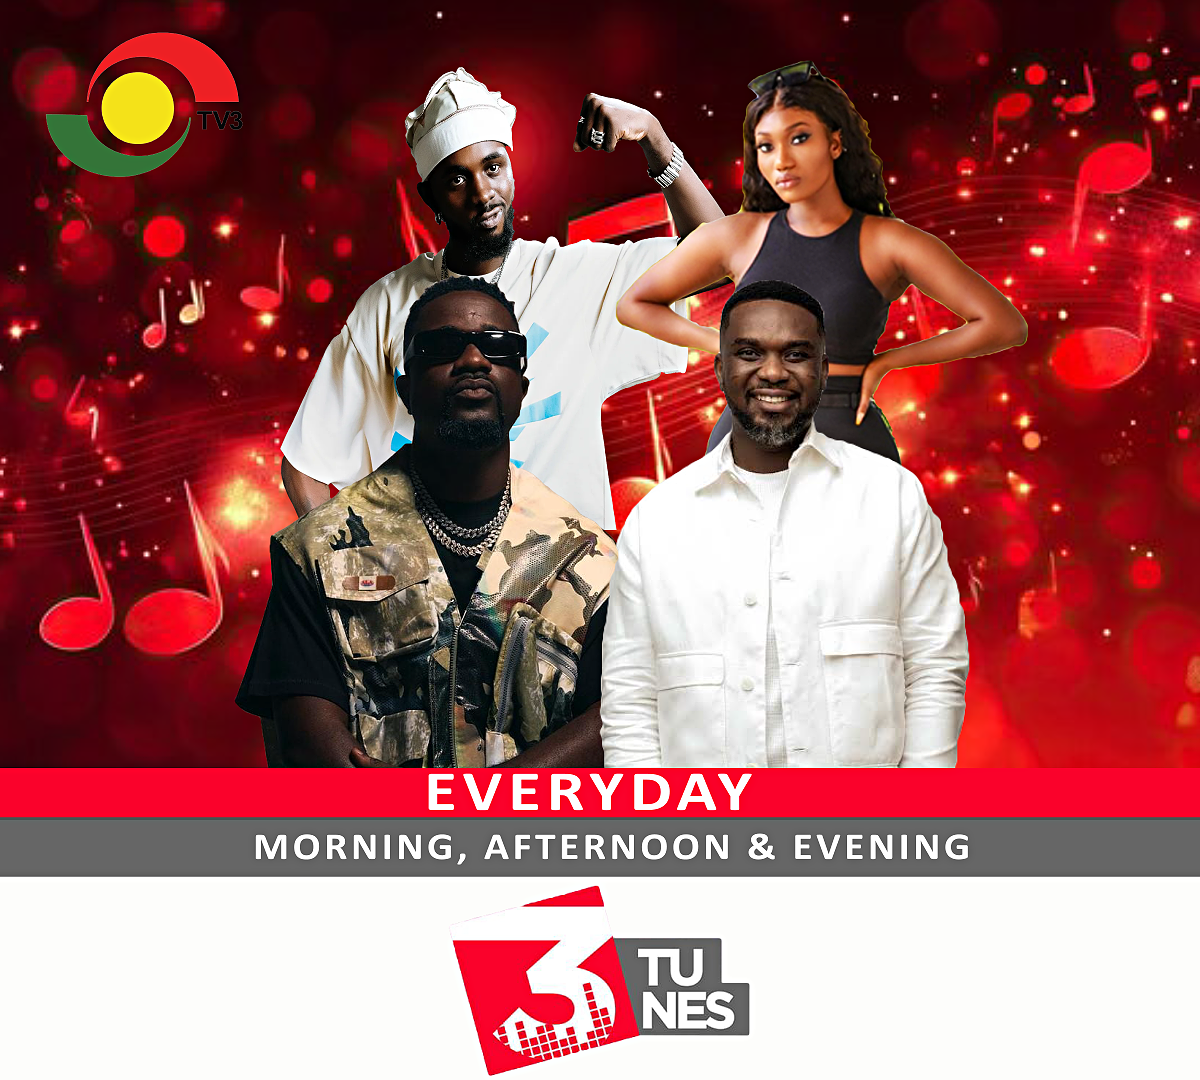 TV3
EVERYDAY
MORNING, AFTERNOON & EVENING
3
TU
NES